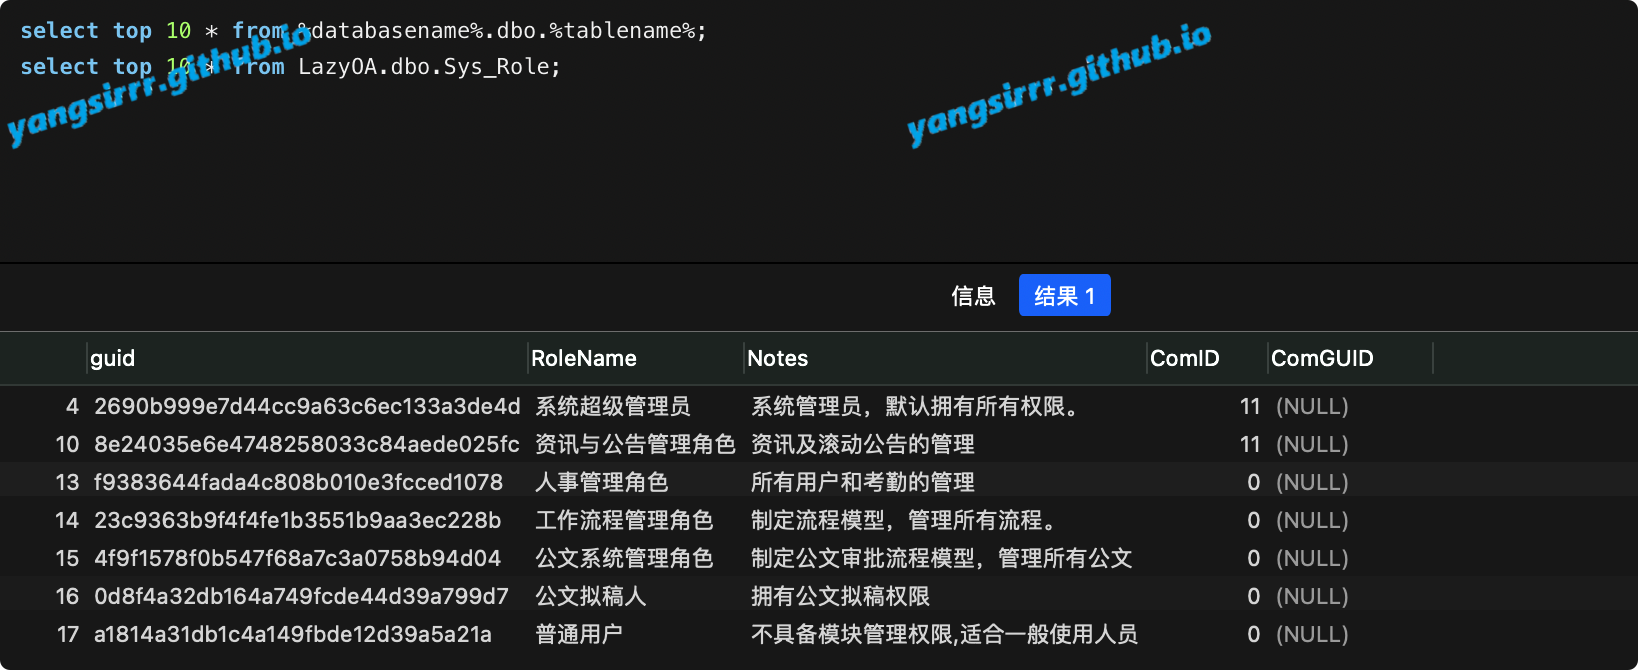 select top 10 * from %databasename%.dbo.%tablename%;
select top 10 * from LazyOA.dbo.Sys_Role;
yangsirrr.github.io
yangsirrr.github.io
信息 结果 1
guid RoleName Notes ComID ComGUID
4 2690b999e7d44cc9a63c6ec133a3de4d 系统超级管理员 系统管理员，默认拥有所有权限。 11 (NULL)
10 8e24035e6e4748258033c84aede025fc 资讯与公告管理角色 资讯及滚动公告的管理 11 (NULL)
13 f9383644fada4c808b010e3fcced1078 人事管理角色 所有用户和考勤的管理 0 (NULL)
14 23c9363b9f4f4fe1b3551b9aa3ec228b 工作流程管理角色 制定流程模型，管理所有流程。 0 (NULL)
15 4f9f1578f0b547f68a7c3a0758b94d04 公文系统管理角色 制定公文审批流程模型，管理所有公文 0 (NULL)
16 0d8f4a32db164a749fcde44d39a799d7 公文拟稿人 拥有公文拟稿权限 0 (NULL)
17 a1814a31db1c4a149fbde12d39a5a21a 普通用户 不具备模块管理权限,适合一般使用人员 0 (NULL)